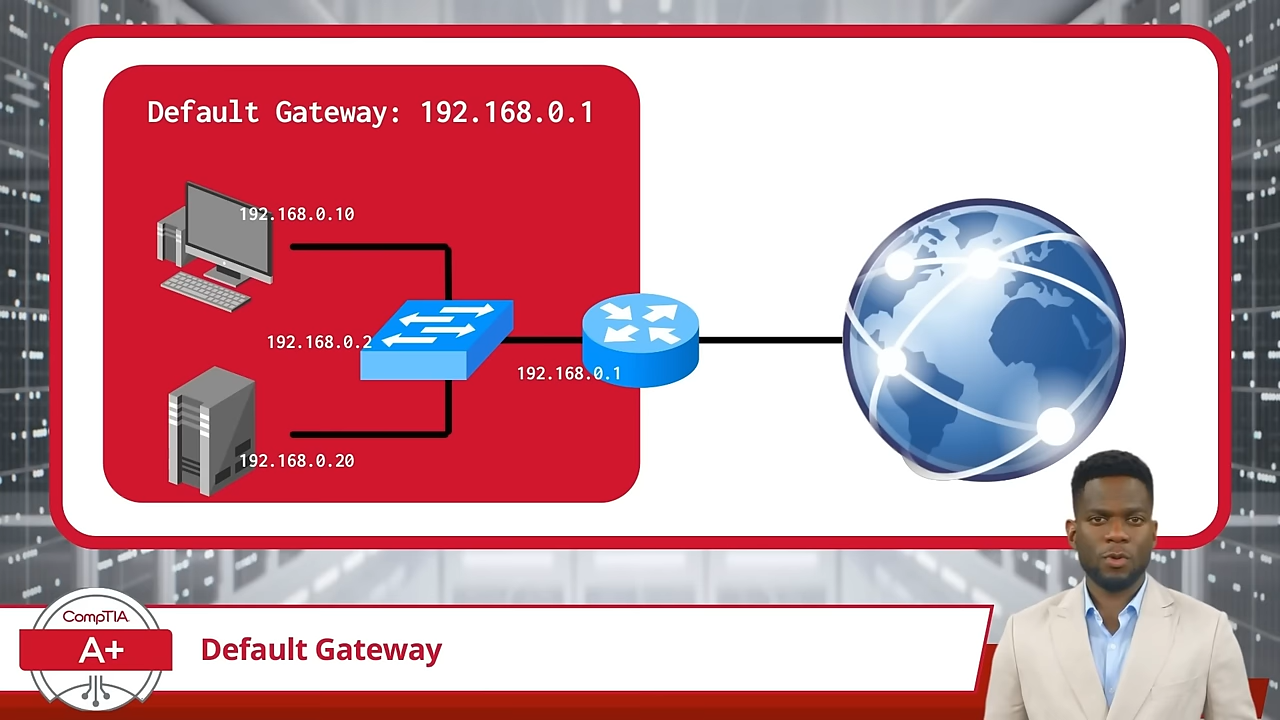 Default Gateway: 192.168.0.1
192.168.0.10
192.168.0.2
192.168.0.1
192.168.0.20
CompTIA.
A+
Default Gateway